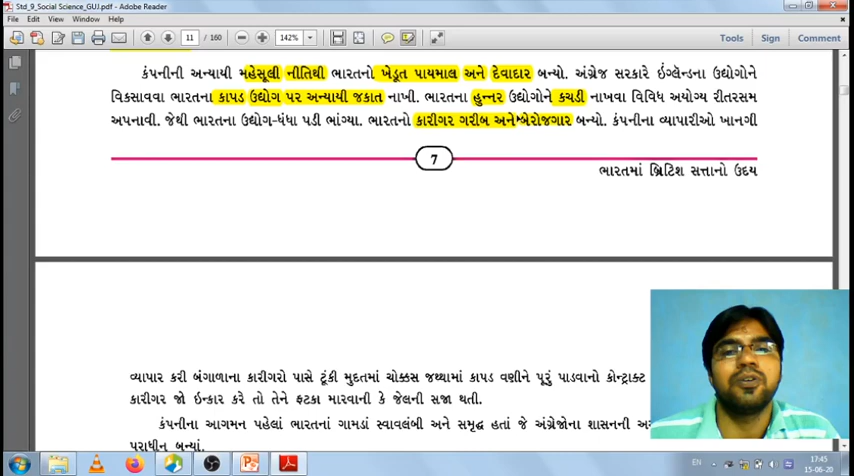 Std_9_Social Science_GUJ.pdf - Adobe Reader
File Edit View Window Help
11 / 160 142% Tools Sign Comment
કંપનીની અન્યાયી મહેસૂલી નીતિથી ભારતનો ખેડૂત પાયમાલ અને દેવાદાર બન્યો. અંગ્રેજ સરકારે ઇંગ્લૅન્ડના ઉદ્યોગોને
વિકસાવવા ભારતના કાપડ ઉદ્યોગ પર અન્યાયી જકાત નાખી. ભારતના હુન્નર ઉદ્યોગોને કચડી નાખવા વિવિધ અયોગ્ય રીતરસમ
અપનાવી. જેથી ભારતના ઉદ્યોગ-ધંધા પડી ભાંગ્યા. ભારતનો કારીગર ગરીબ અને બેરોજગાર બન્યો. કંપનીના વ્યાપારીઓ ખાનગી
7
ભારતમાં બ્રિટિશ સત્તાનો ઉદય
વ્યાપાર કરી બંગાળાના કારીગરો પાસે ટૂંકી મુદતમાં ચોક્કસ જથ્થામાં કાપડ વણીને પૂરું પાડવાનો કોન્ટ્રાક્ટ
કારીગર જો ઇન્કાર કરે તો તેને ફટકા મારવાની કે જેલની સજા થતી.
કંપનીના આગમન પહેલાં ભારતનાં ગામડાં સ્વાવલંબી અને સમૃદ્ધ હતાં જે અંગ્રેજોના શાસનની
પરાધીન બન્યાં.
EN 17:45
15-06-20